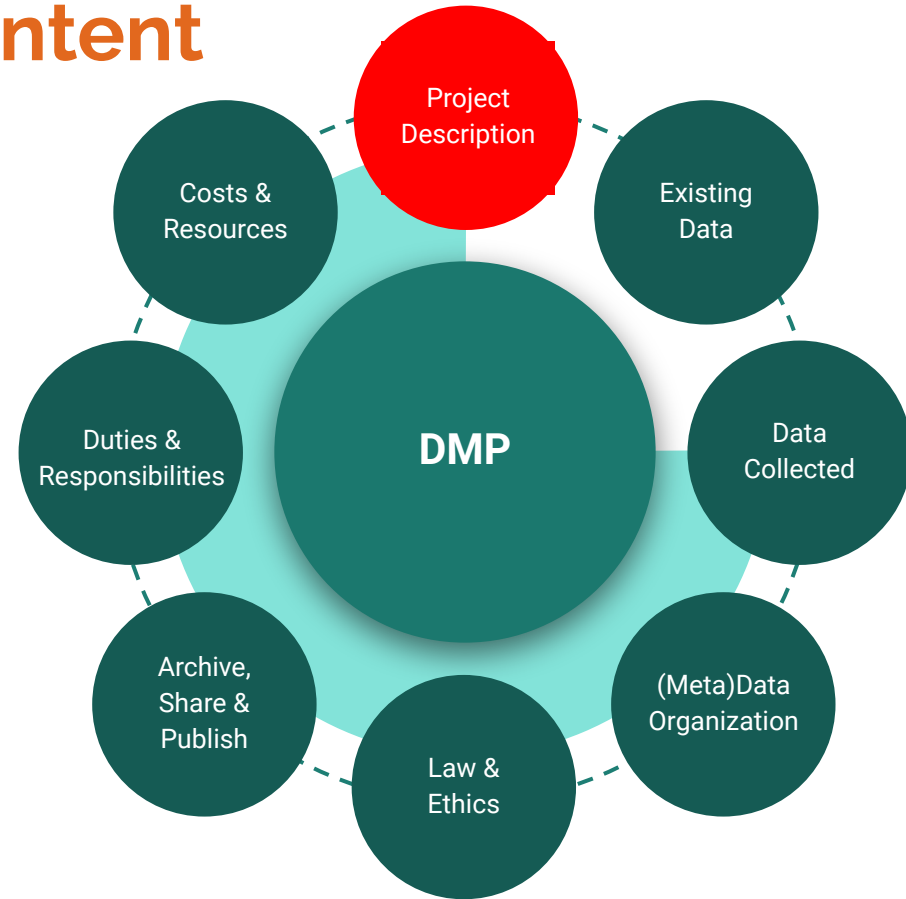 ntent
Project
Description
Existing
Data
Data
Collected
(Meta)Data
Organization
Law &
Ethics
Archive,
Share &
Publish
Duties &
Responsibilities
Costs &
Resources
DMP